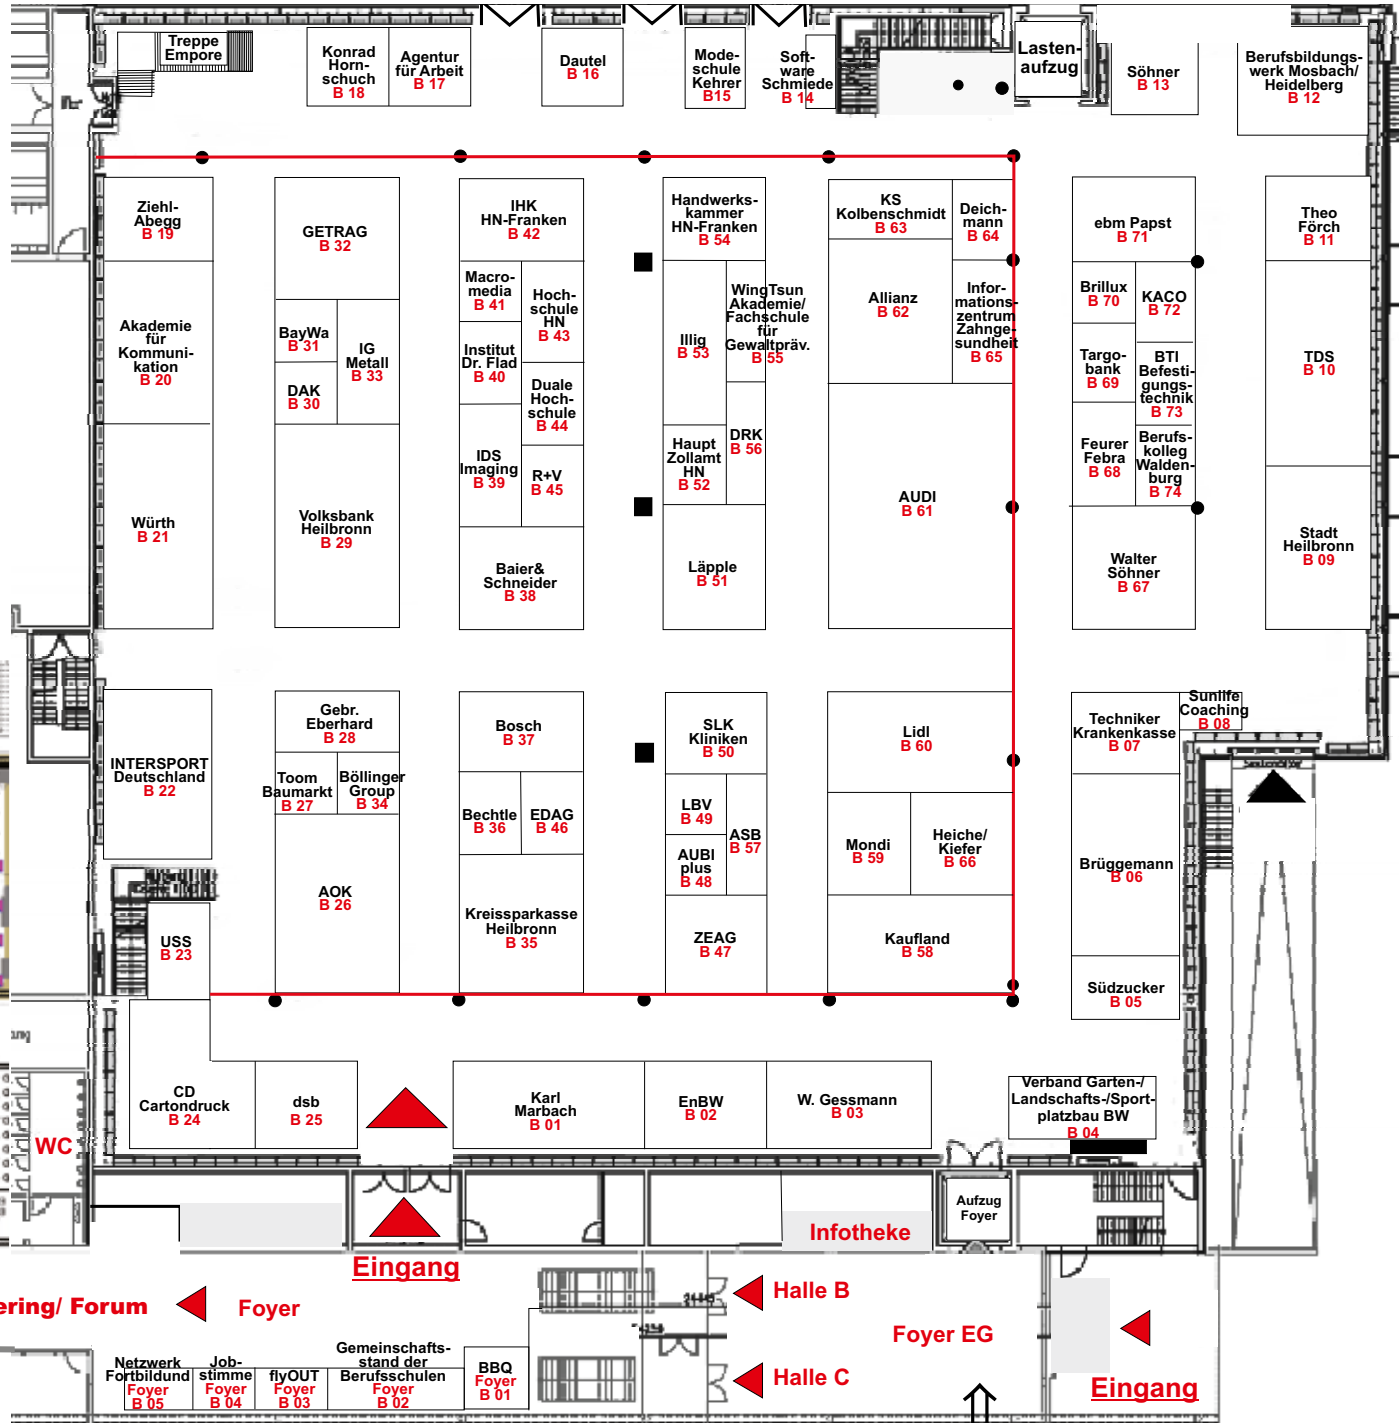 Treppe
Empore
Konrad
Horn-
schuch
B 18
Agentur
für Arbeit
B 17
Dautel
B 16
Mode-
schule
Kehrer
B15
Soft-
ware
Schmiede
B 14
Lasten-
aufzug
Söhner
B 13
Berufsbildungs-
werk Mosbach/
Heidelberg
B 12
Ziehl-
Abegg
B 19
GETRAG
B 32
IHK
HN-Franken
B 42
Handwerks-
kammer
HN-Franken
B 54
KS
Kolbenschmidt
B 63
Deich-
mann
B 64
ebm Papst
B 71
Theo
Förch
B 11
Akademie
für
Kommuni-
kation
B 20
BayWa
B 31
IG
Metall
B 33
DAK
B 30
Macro-
media
B 41
Hoch-
schule
HN
B 43
Institut
Dr. Flad
B 40
Duale
Hoch-
schule
B 44
IDS
Imaging
B 39
R+V
B 45
Illig
B 53
WingTsun
Akademie/
Fachschule
für
Gewaltpräv.
B 55
Haupt
Zollamt
HN
B 52
DRK
B 56
Allianz
B 62
Infor-
mations-
zentrum
Zahnge-
sundheit
B 65
Brillux
B 70
KACO
B 72
Targo-
bank
B 69
BTI
Befesti-
gungs-
technik
B 73
Feurer
Febra
B 68
Berufs-
kolleg
Walden-
burg
B 74
TDS
B 10
Würth
B 21
Volksbank
Heilbronn
B 29
Baier&
Schneider
B 38
Läpple
B 51
AUDI
B 61
Walter
Söhner
B 67
Stadt
Heilbronn
B 09
INTERSPORT
Deutschland
B 22
Gebr.
Eberhard
B 28
Toom
Baumarkt
B 27
Böllinger
Group
B 34
Bosch
B 37
Bechtle
B 36
EDAG
B 46
SLK
Kliniken
B 50
LBV
B 49
ASB
B 57
AUBI
plus
B 48
Lidl
B 60
Mondi
B 59
Heiche/
Kiefer
B 66
Techniker
Krankenkasse
B 07
Sunlife
Coaching
B 08
Brüggemann
B 06
AOK
B 26
USS
B 23
Kreissparkasse
Heilbronn
B 35
ZEAG
B 47
Kaufland
B 58
Südzucker
B 05
CD
Cartondruck
B 24
dsb
B 25
Karl
Marbach
B 01
EnBW
B 02
W. Gessmann
B 03
Verband Garten-/
Landschafts-/Sport-
platzbau BW
B 04
WC
Aufzug
Foyer
Infotheke
Eingang
ering/ Forum
Foyer
Halle B
Foyer EG
Halle C
Eingang
Netzwerk
Fortbildund
Foyer
B 05
Job-
stimme
Foyer
B 04
flyOUT
Foyer
B 03
Gemeinschafts-
stand der
Berufsschulen
Foyer
B 02
BBQ
Foyer
B 01